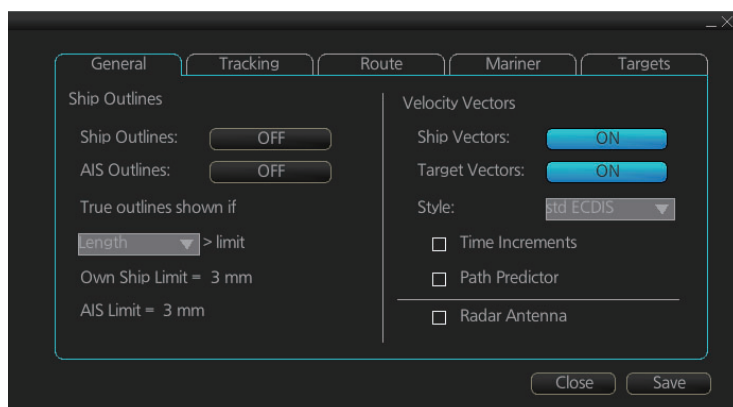 General
Tracking
Route
Mariner
Targets
Ship Outlines
Ship Outlines: OFF
AIS Outlines: OFF
True outlines shown if
Length > limit
Own Ship Limit = 3 mm
AIS Limit = 3 mm
Velocity Vectors
Ship Vectors: ON
Target Vectors: ON
Style: std ECDIS
Time Increments
Path Predictor
Radar Antenna
Close
Save